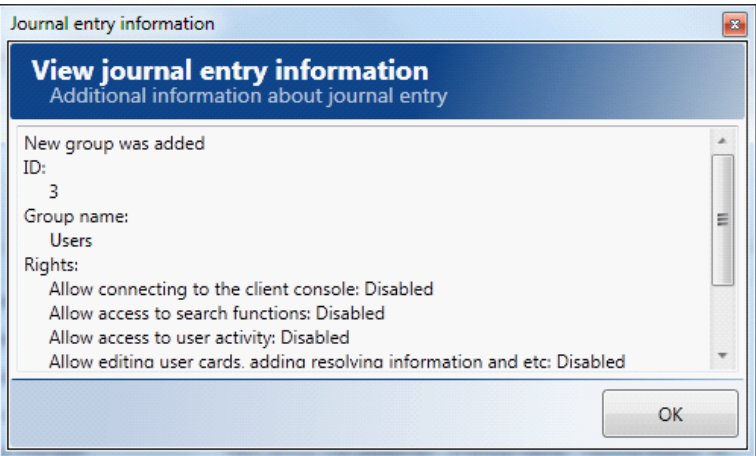 Journal entry information
View journal entry information
Additional information about journal entry
New group was added
ID:
3
Group name:
Users
Rights:
Allow connecting to the client console: Disabled
Allow access to search functions: Disabled
Allow access to user activity: Disabled
Allow editing user cards, adding resolving information and etc: Disabled
OK